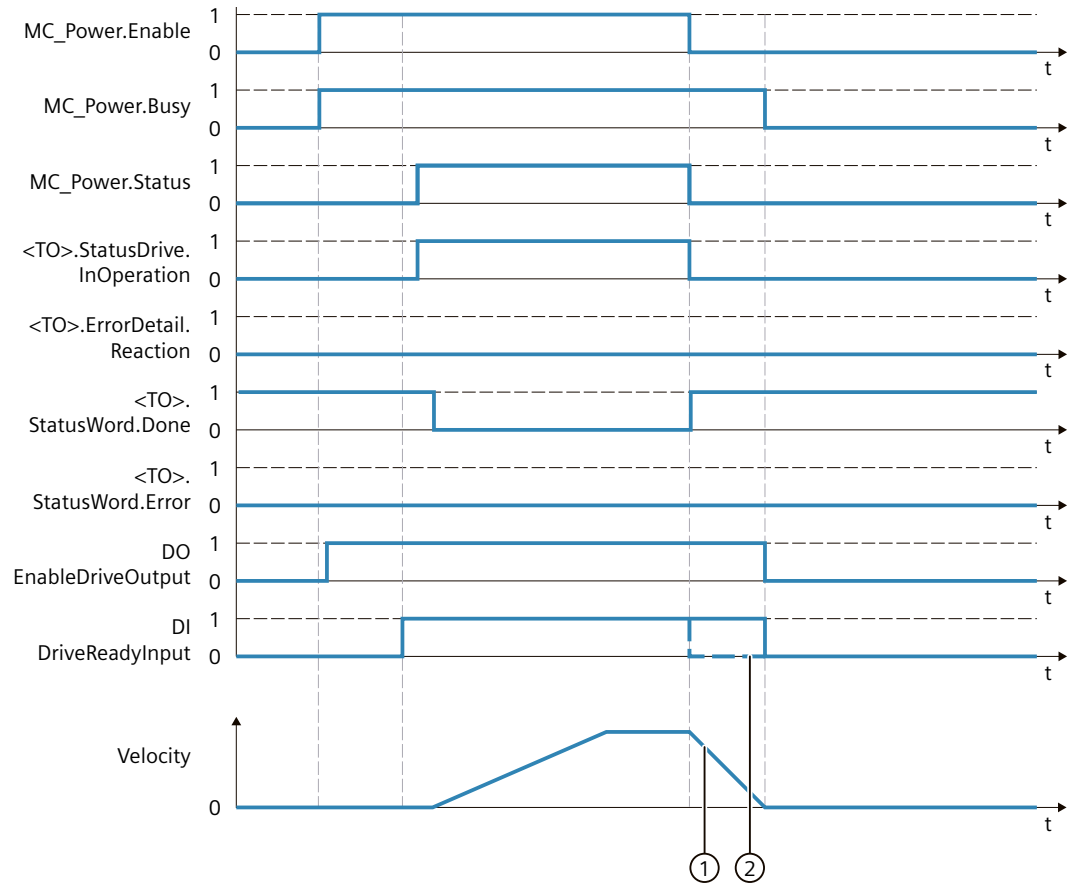 MC_Power.Enable
1
0
t
MC_Power.Busy
1
0
t
MC_Power.Status
1
0
t
<TO>.StatusDrive.
InOperation
1
0
t
<TO>.ErrorDetail.
Reaction
1
0
t
<TO>.
StatusWord.Done
1
0
t
<TO>.
StatusWord.Error
1
0
t
DO
EnableDriveOutput
1
0
t
DI
DriveReadyInput
1
0
t
Velocity
0
t
1
2